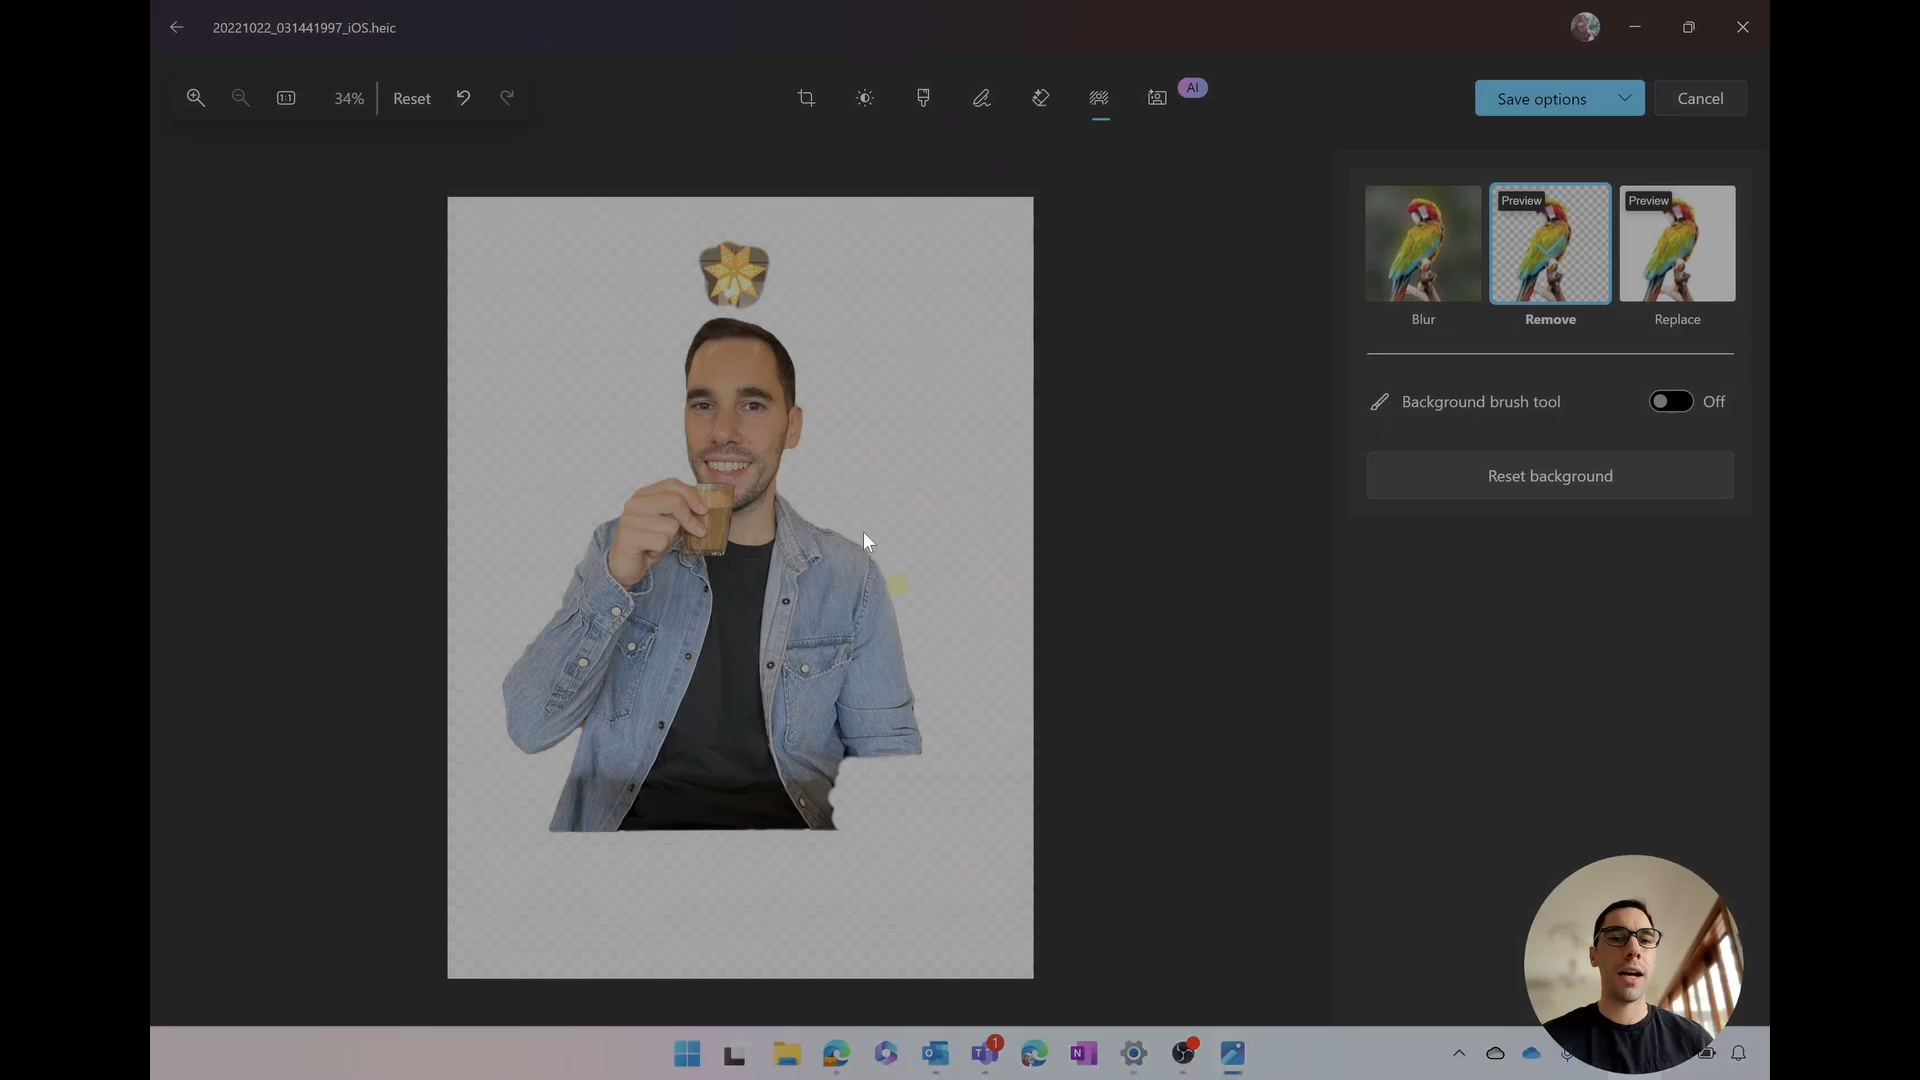 20221022_031441997_iOS.heic
34%
Reset
AI
Save options
Cancel
Preview
Preview
Blur
Remove
Replace
Background brush tool
Off
Reset background
1